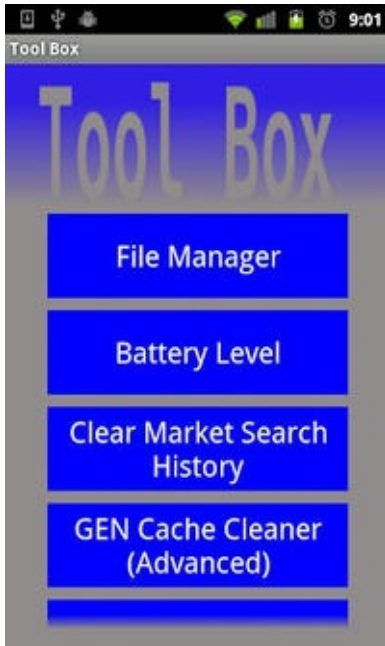 9:01
Tool Box
Tool Box
File Manager
Battery Level
Clear Market Search
History
GEN Cache Cleaner
(Advanced)